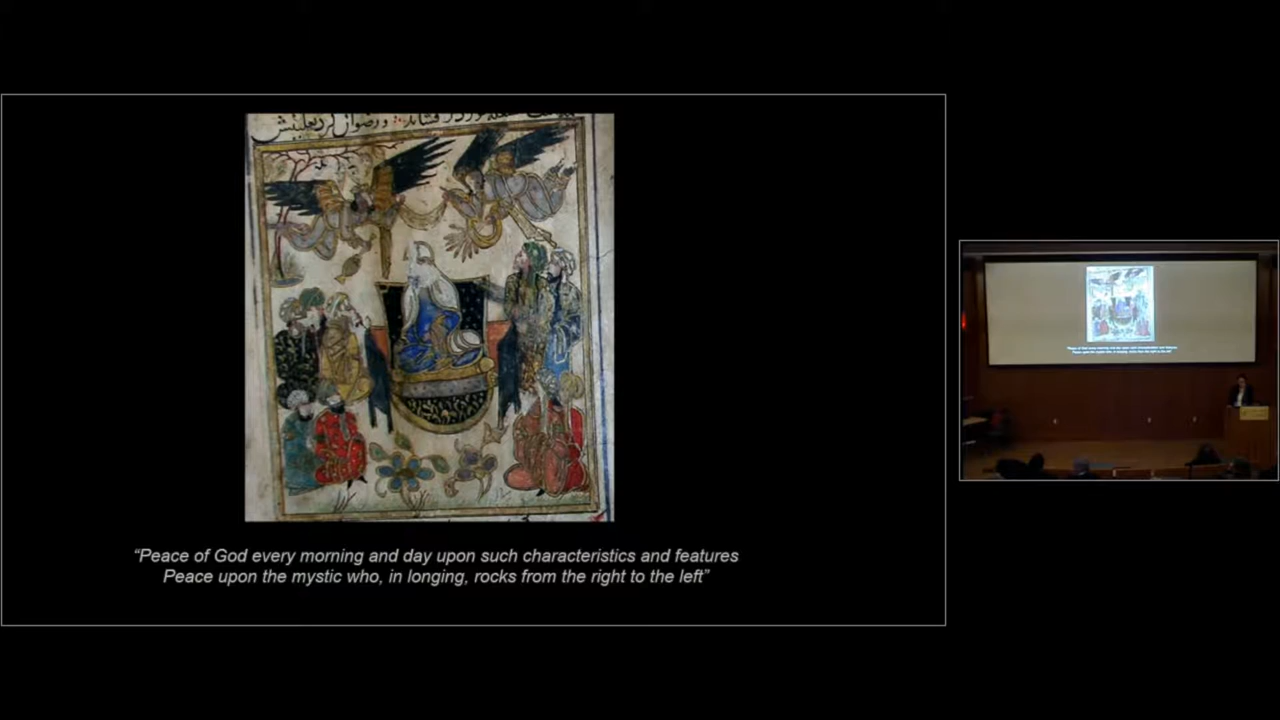 ورضوان
“Peace of God every morning and day upon such characteristics and features
Peace upon the mystic who, in longing, rocks from the right to the left”